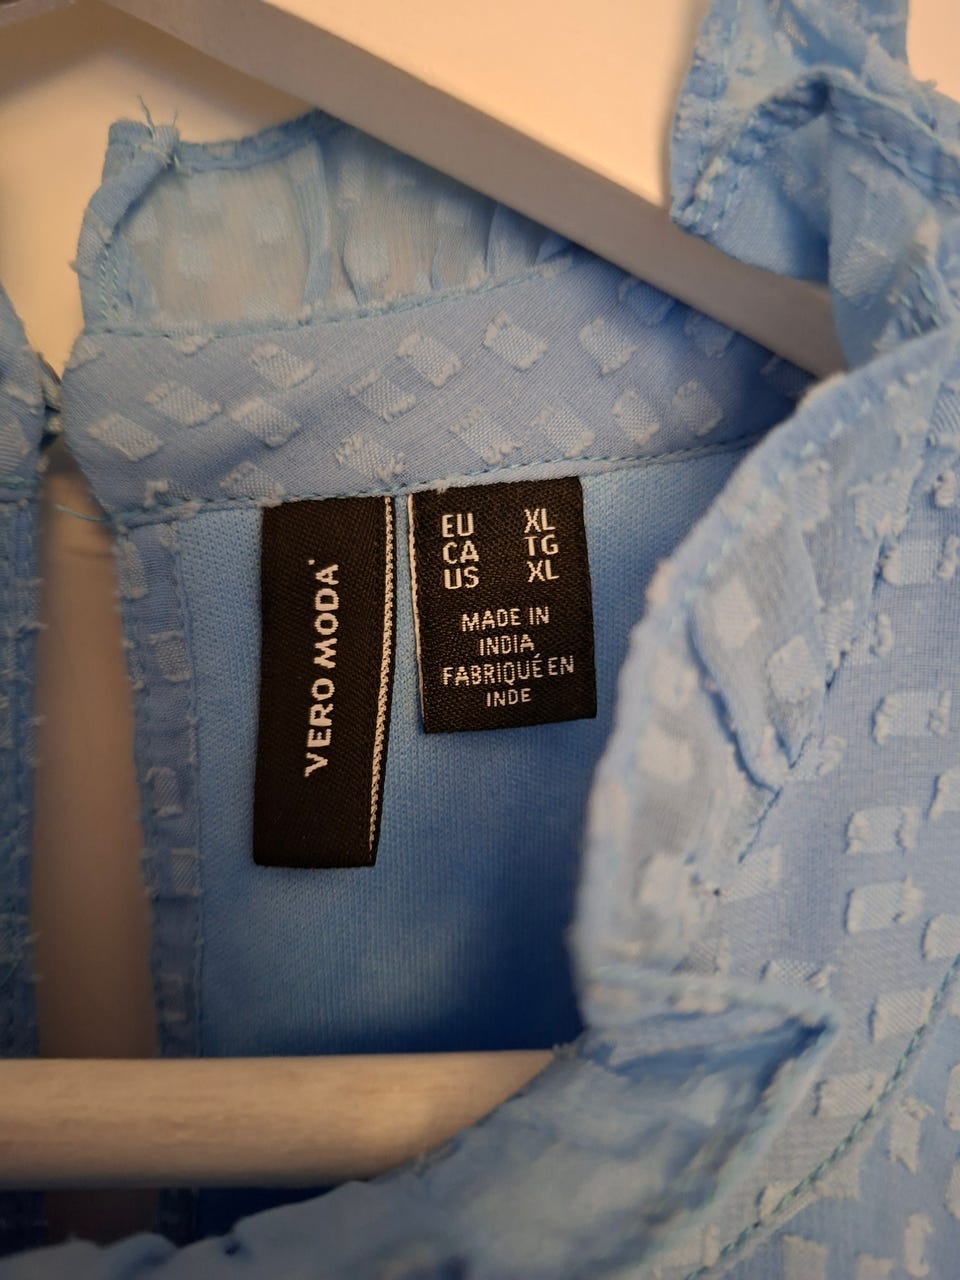 VERO MODA
EU XL
CA TG
US XL
MADE IN
INDIA
FABRIQUÉ EN
INDE